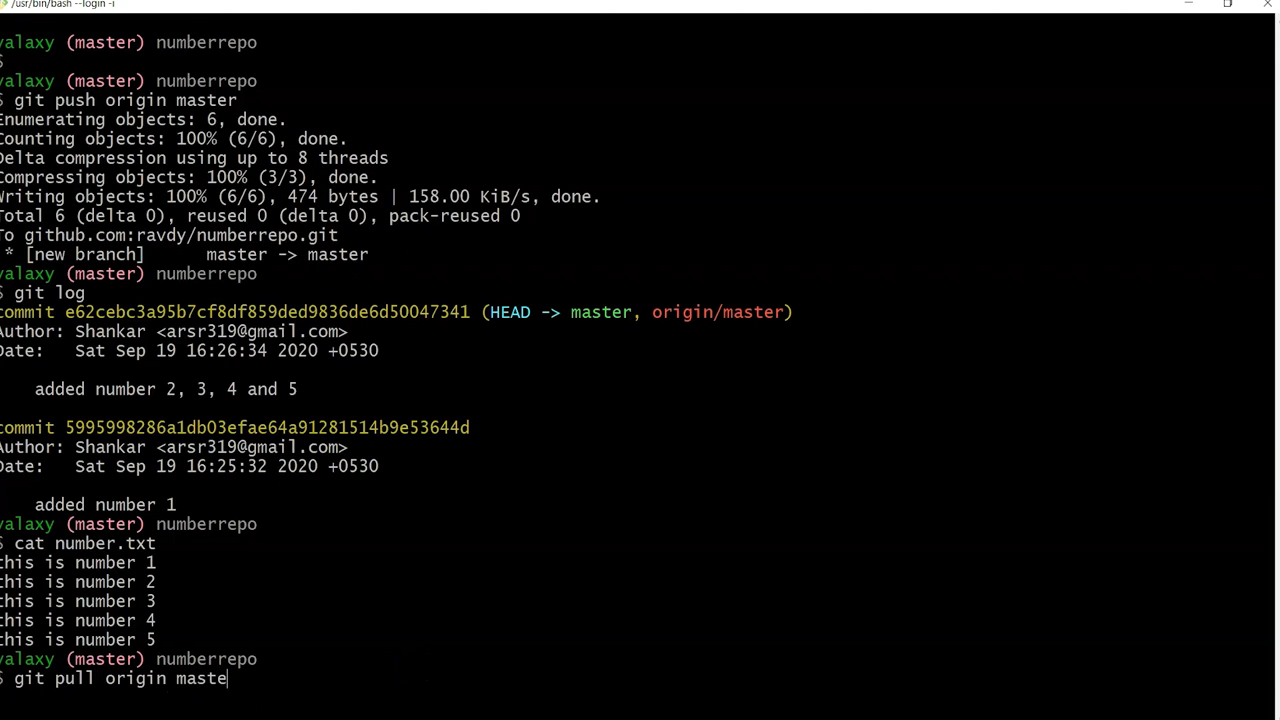 /usr/bin/bash --login -i
valaxy (master) numberrepo
$
valaxy (master) numberrepo
$ git push origin master
Enumerating objects: 6, done.
Counting objects: 100% (6/6), done.
Delta compression using up to 8 threads
Compressing objects: 100% (3/3), done.
Writing objects: 100% (6/6), 474 bytes | 158.00 KiB/s, done.
Total 6 (delta 0), reused 0 (delta 0), pack-reused 0
To github.com:ravdy/numberrepo.git
* [new branch]      master -> master
valaxy (master) numberrepo
$ git log
commit e62cebc3a95b7cf8df859ded9836de6d50047341 (HEAD -> master, origin/master)
Author: Shankar <arsr319@gmail.com>
Date:   Sat Sep 19 16:26:34 2020 +0530
added number 2, 3, 4 and 5
commit 5995998286a1db03efae64a91281514b9e53644d
Author: Shankar <arsr319@gmail.com>
Date:   Sat Sep 19 16:25:32 2020 +0530
added number 1
valaxy (master) numberrepo
$ cat number.txt
this is number 1
this is number 2
this is number 3
this is number 4
this is number 5
valaxy (master) numberrepo
$ git pull origin maste